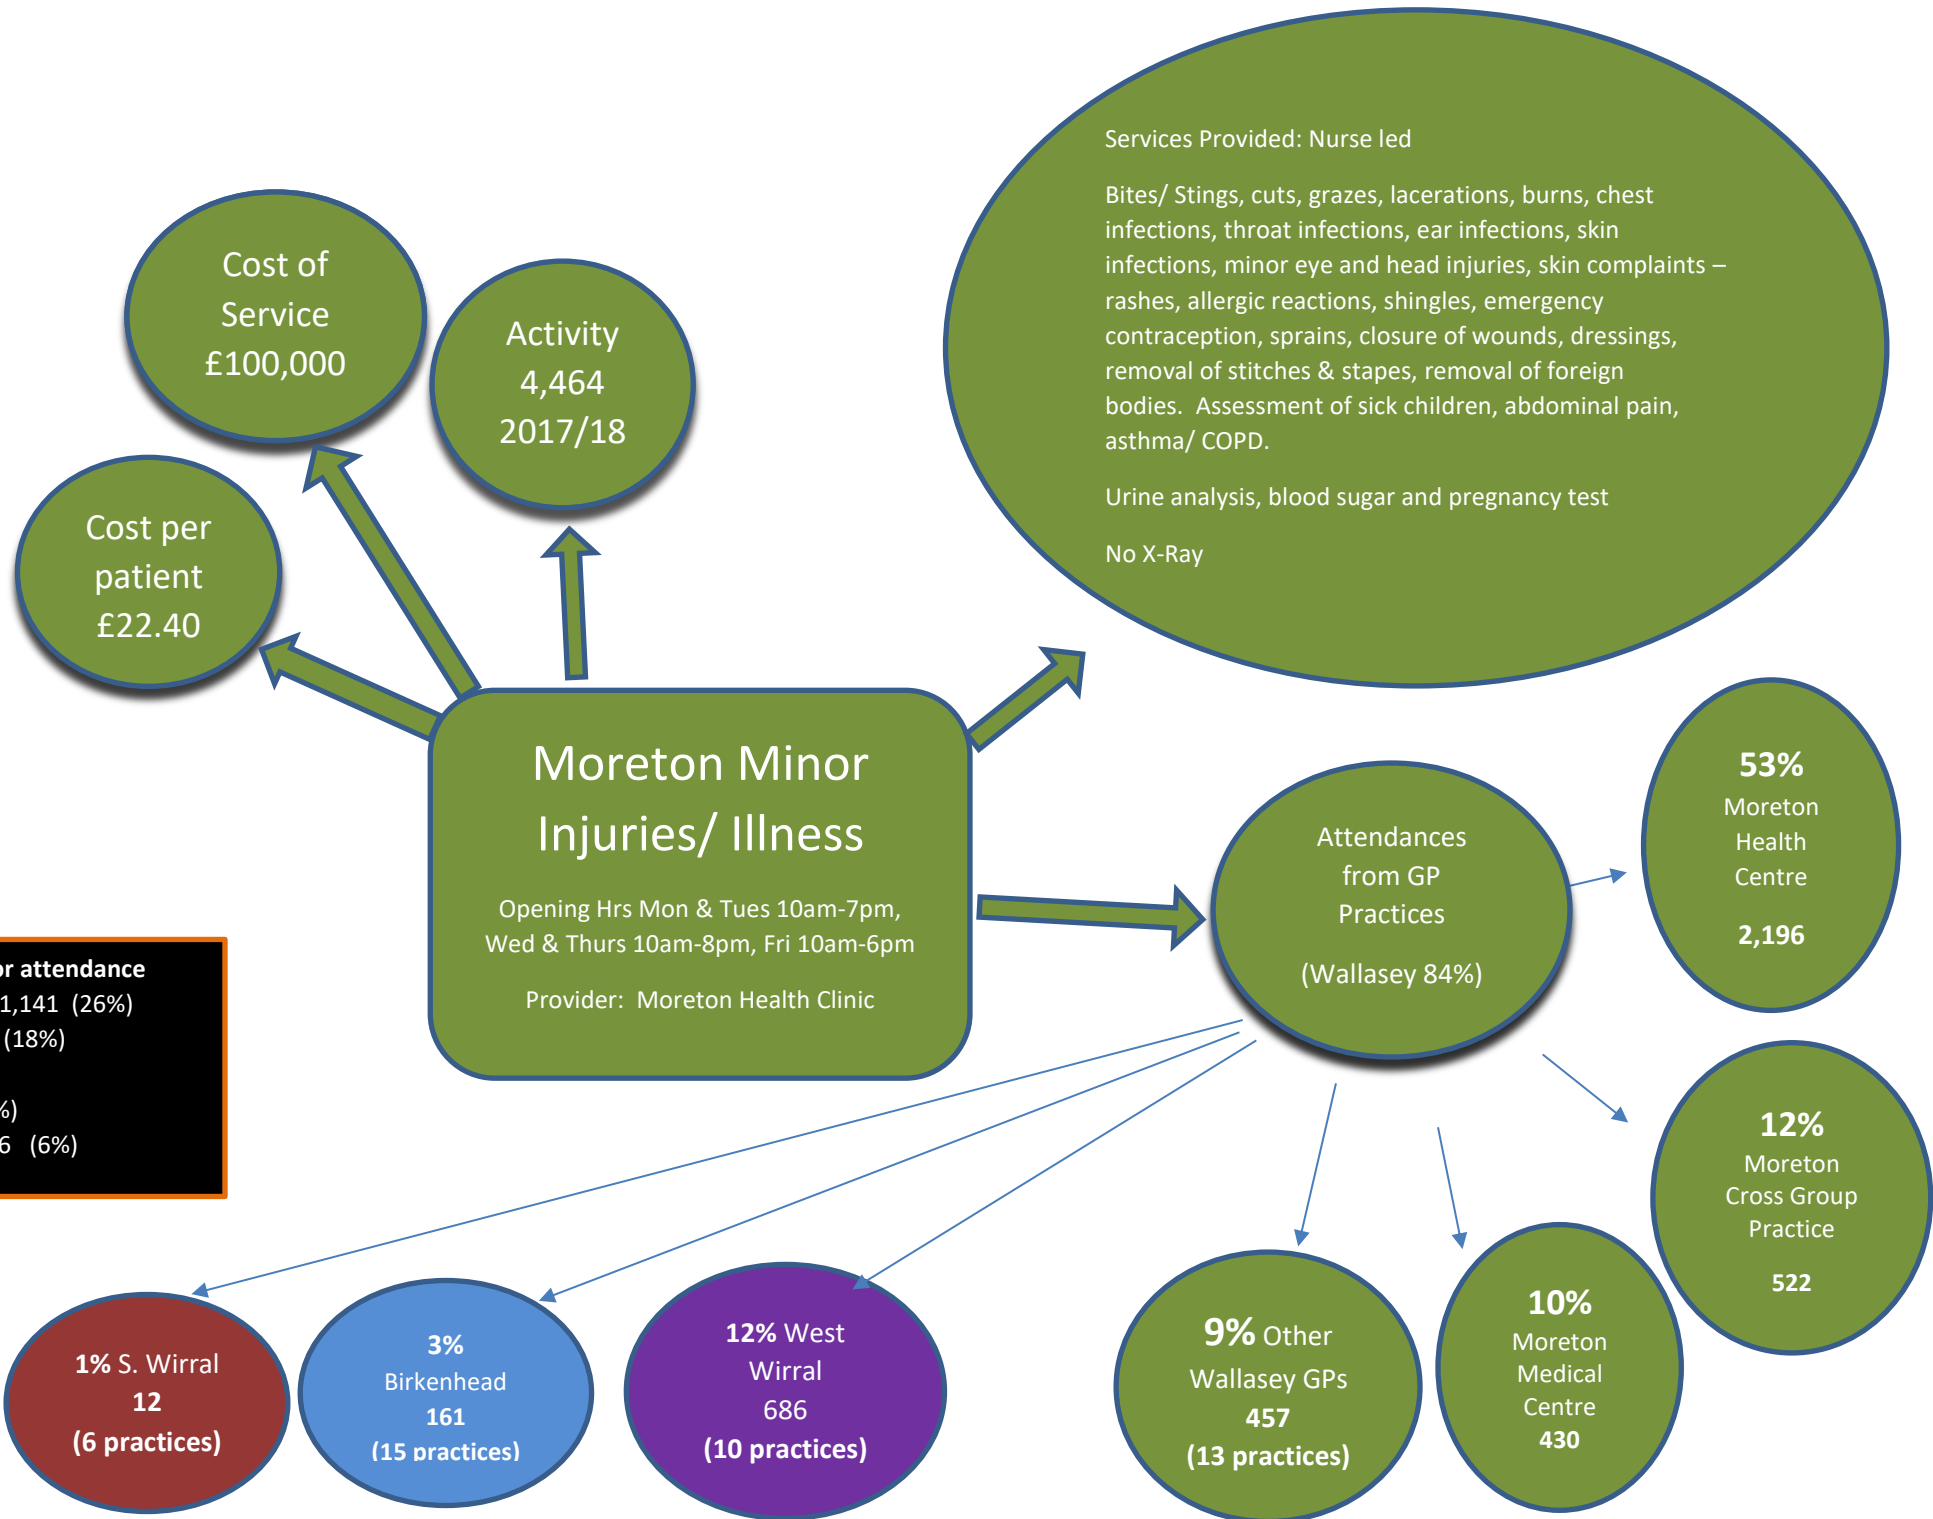 Services Provided: Nurse led
Bites/ Stings, cuts, grazes, lacerations, burns, chest
infections, throat infections, ear infections, skin
infections, minor eye and head injuries, skin complaints –
rashes, allergic reactions, shingles, emergency
contraception, sprains, closure of wounds, dressings,
removal of stitches & stapes, removal of foreign
bodies.  Assessment of sick children, abdominal pain,
asthma/ COPD.
Urine analysis, blood sugar and pregnancy test
No X-Ray
Cost of
Service
£100,000
Activity
4,464
2017/18
Cost per
patient
£22.40
Moreton Minor
Injuries/ Illness
Opening Hrs Mon & Tues 10am-7pm,
Wed & Thurs 10am-8pm, Fri 10am-6pm
Provider:  Moreton Health Clinic
Attendances
from GP
Practices
(Wallasey 84%)
53%
Moreton
Health
Centre
2,196
attendance
1,141  (26%)
(18%)
(6%)
12%
Moreton
Cross Group
Practice
522
10%
Moreton
Medical
Centre
430
9% Other
Wallasey GPs
457
(13 practices)
12% West
Wirral
686
(10 practices)
3%
Birkenhead
161
(15 practices)
1% S. Wirral
12
(6 practices)